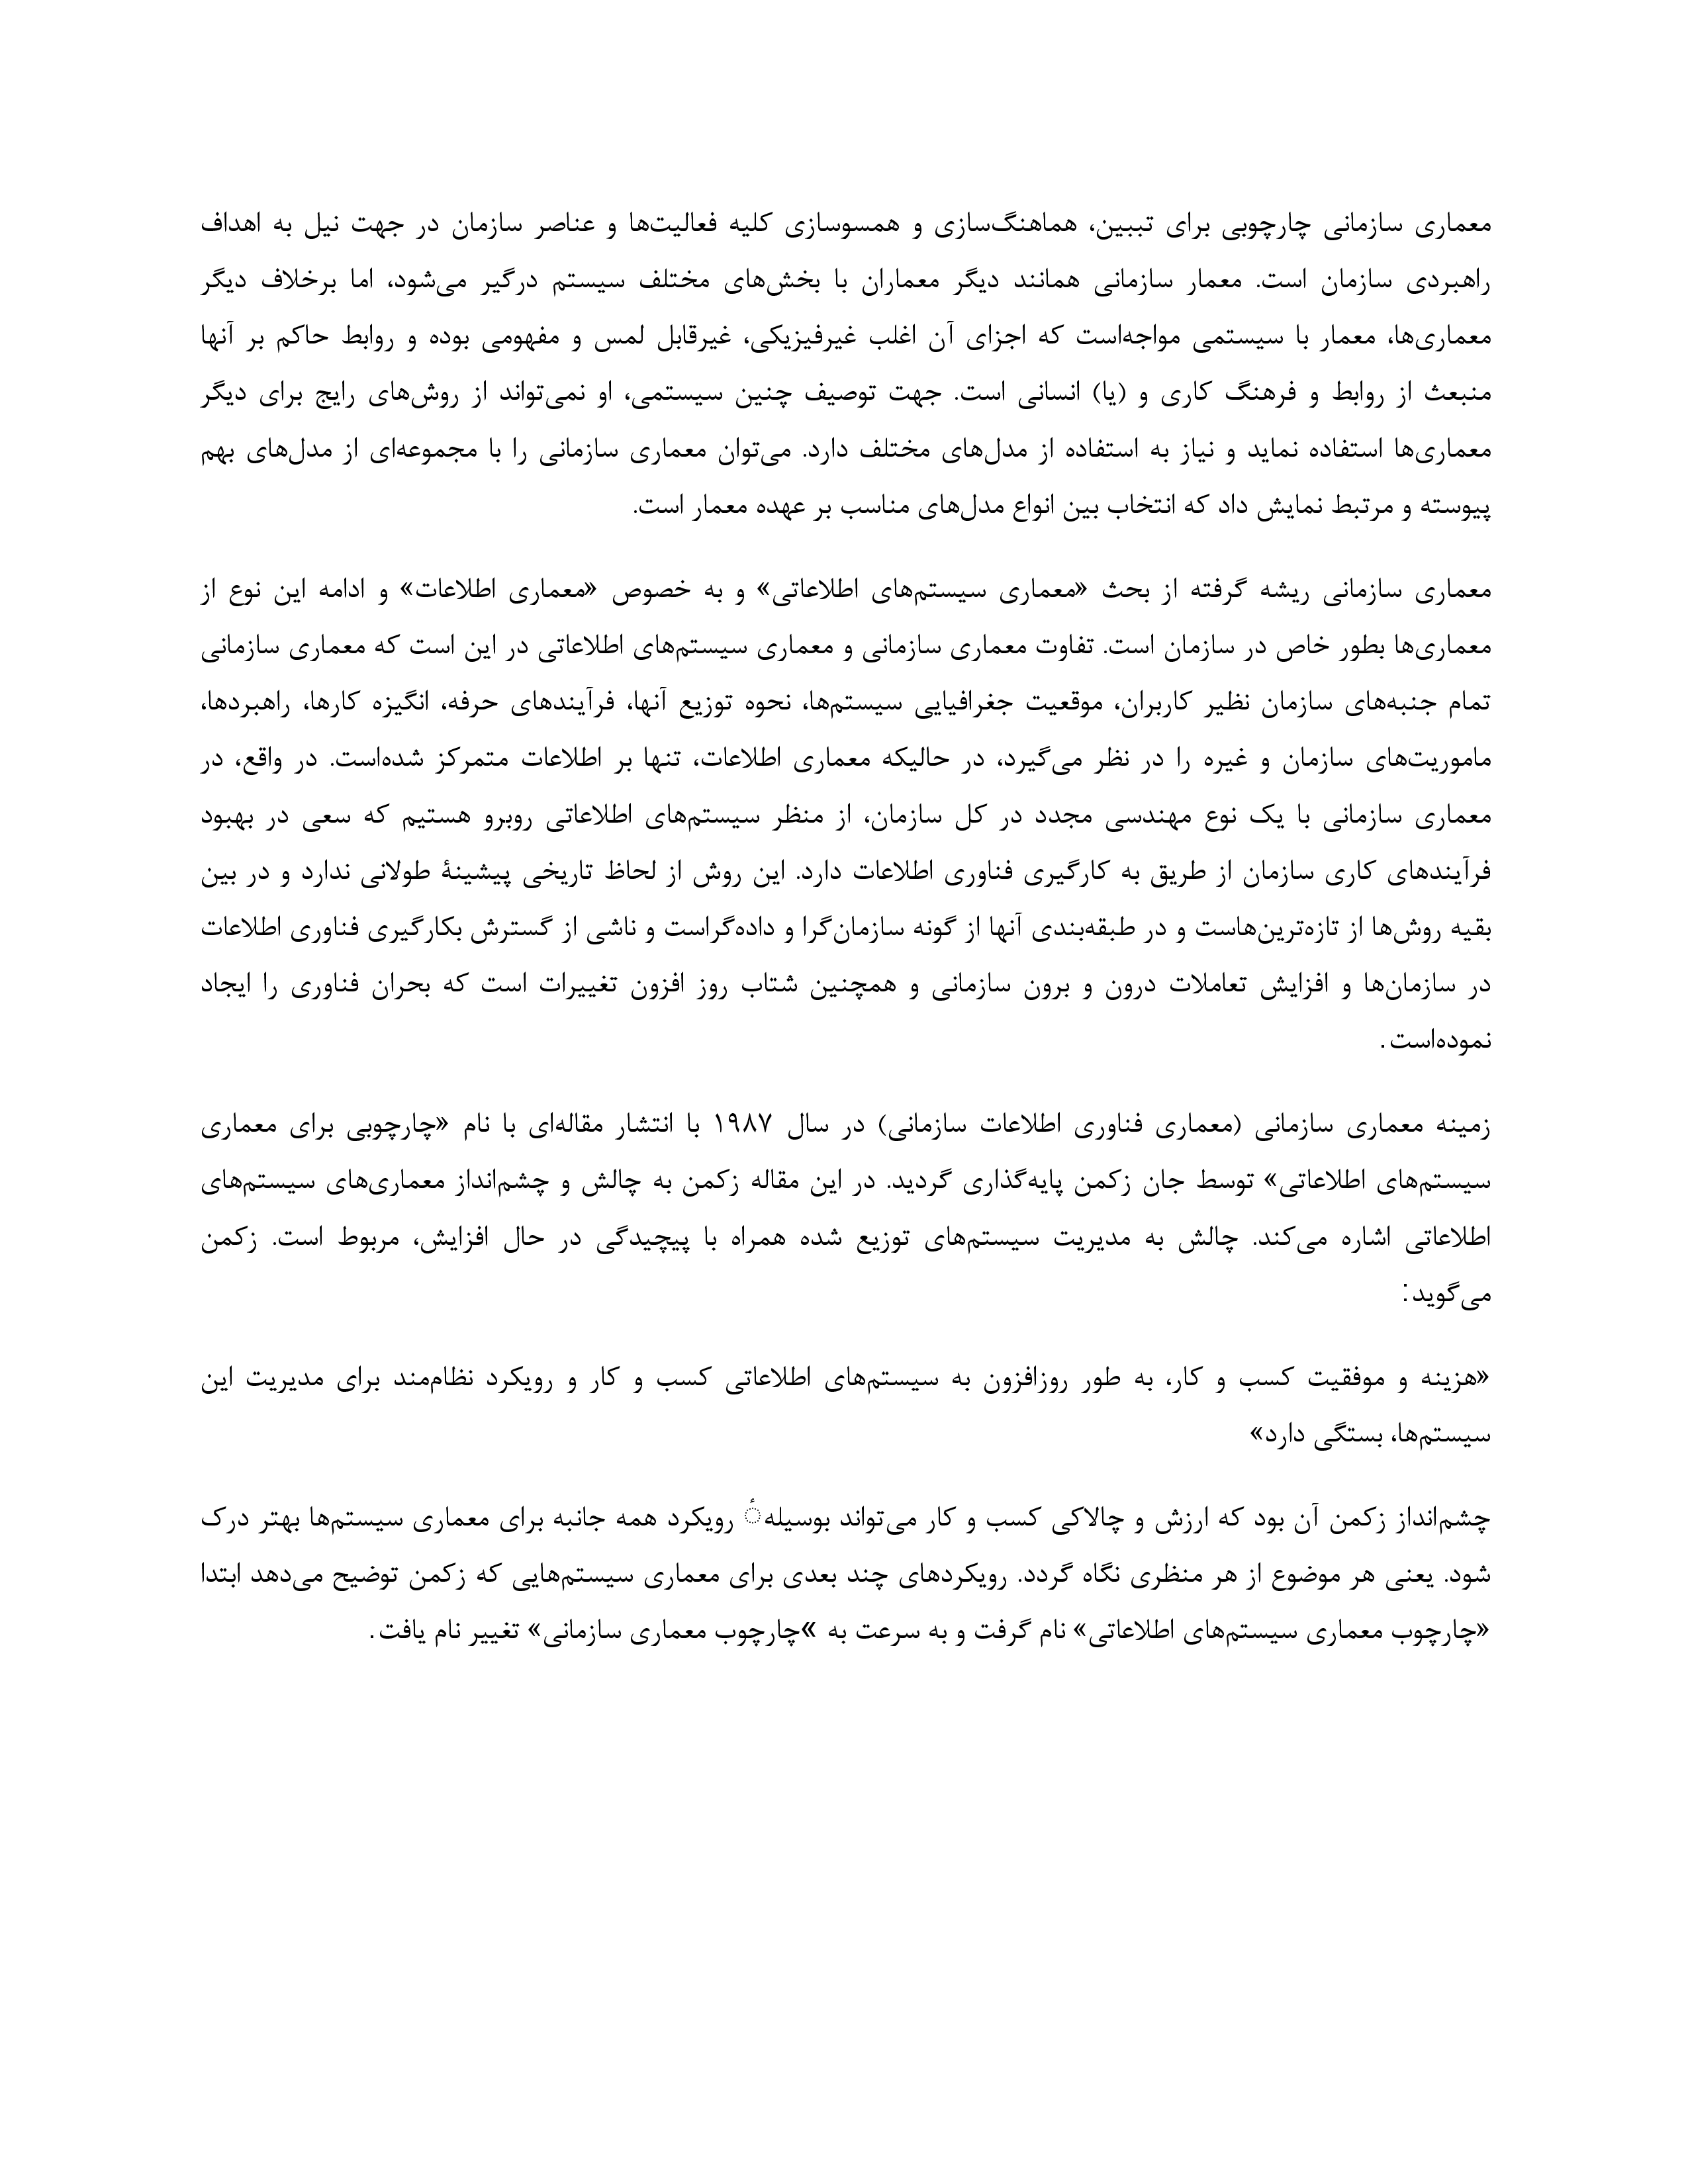 معماری سازمانی چارچوبی برای تبیین، هماهنگ‌سازی و همسوسازی کلیه فعالیت‌ها و عناصر سازمان در جهت نیل به اهداف
راهبردی سازمان است. معمار سازمانی همانند دیگر معماران با بخش‌های مختلف سیستم درگیر می‌شود، اما برخلاف دیگر
معماری‌ها، معمار با سیستمی مواجه‌است که اجزای آن اغلب غیرفیزیکی، غیرقابل لمس و مفهومی بوده و روابط حاکم بر آنها
منبعث از روابط و فرهنگ کاری و (یا) انسانی است. جهت توصیف چنین سیستمی، او نمی‌تواند از روش‌های رایج برای دیگر
معماری‌ها استفاده نماید و نیاز به استفاده از مدل‌های مختلف دارد. می‌توان معماری سازمانی را با مجموعه‌ای از مدل‌های بهم
پیوسته و مرتبط نمایش داد که انتخاب بین انواع مدل‌های مناسب بر عهده معمار است.
معماری سازمانی ریشه گرفته از بحث «معماری سیستم‌های اطلاعاتی» و به خصوص «معماری اطلاعات» و ادامه این نوع از
معماری‌ها بطور خاص در سازمان است. تفاوت معماری سازمانی و معماری سیستم‌های اطلاعاتی در این است که معماری سازمانی
تمام جنبه‌های سازمان نظیر کاربران، موقعیت جغرافیایی سیستم‌ها، نحوه توزیع آنها، فرآیندهای حرفه، انگیزه کارها، راهبردها،
ماموریت‌های سازمان و غیره را در نظر می‌گیرد، در حالیکه معماری اطلاعات، تنها بر اطلاعات متمرکز شده‌است. در واقع، در
معماری سازمانی با یک نوع مهندسی مجدد در کل سازمان، از منظر سیستم‌های اطلاعاتی روبرو هستیم که سعی در بهبود
فرآیندهای کاری سازمان از طریق به کارگیری فناوری اطلاعات دارد. این روش از لحاظ تاریخی پیشینهٔ طولانی ندارد و در بین
بقیه روش‌ها از تازه‌ترین‌هاست و در طبقه‌بندی آنها از گونه سازمان‌گرا و داده‌گراست و ناشی از گسترش بکارگیری فناوری اطلاعات
در سازمان‌ها و افزایش تعاملات درون و برون سازمانی و همچنین شتاب روز افزون تغییرات است که بحران فناوری را ایجاد
نموده‌است.
زمینه معماری سازمانی (معماری فناوری اطلاعات سازمانی) در سال ۱۹۸۷ با انتشار مقاله‌ای با نام «چارچوبی برای معماری
سیستم‌های اطلاعاتی» توسط جان زکمن پایه‌گذاری گردید. در این مقاله زکمن به چالش و چشم‌انداز معماری‌های سیستم‌های
اطلاعاتی اشاره می‌کند. چالش به مدیریت سیستم‌های توزیع شده همراه با پیچیدگی در حال افزایش، مربوط است. زکمن
می‌گوید:
«هزینه و موفقیت کسب و کار، به طور روزافزون به سیستم‌های اطلاعاتی کسب و کار و رویکرد نظام‌مند برای مدیریت این
سیستم‌ها، بستگی دارد»
چشم‌انداز زکمن آن بود که ارزش و چالاکی کسب و کار می‌تواند بوسیله‌ٔ رویکرد همه جانبه برای معماری سیستم‌ها بهتر درک
شود. یعنی هر موضوع از هر منظری نگاه گردد. رویکردهای چند بعدی برای معماری سیستم‌هایی که زکمن توضیح می‌دهد ابتدا
«چارچوب معماری سیستم‌های اطلاعاتی» نام گرفت و به سرعت به »چارچوب معماری سازمانی» تغییر نام یافت.